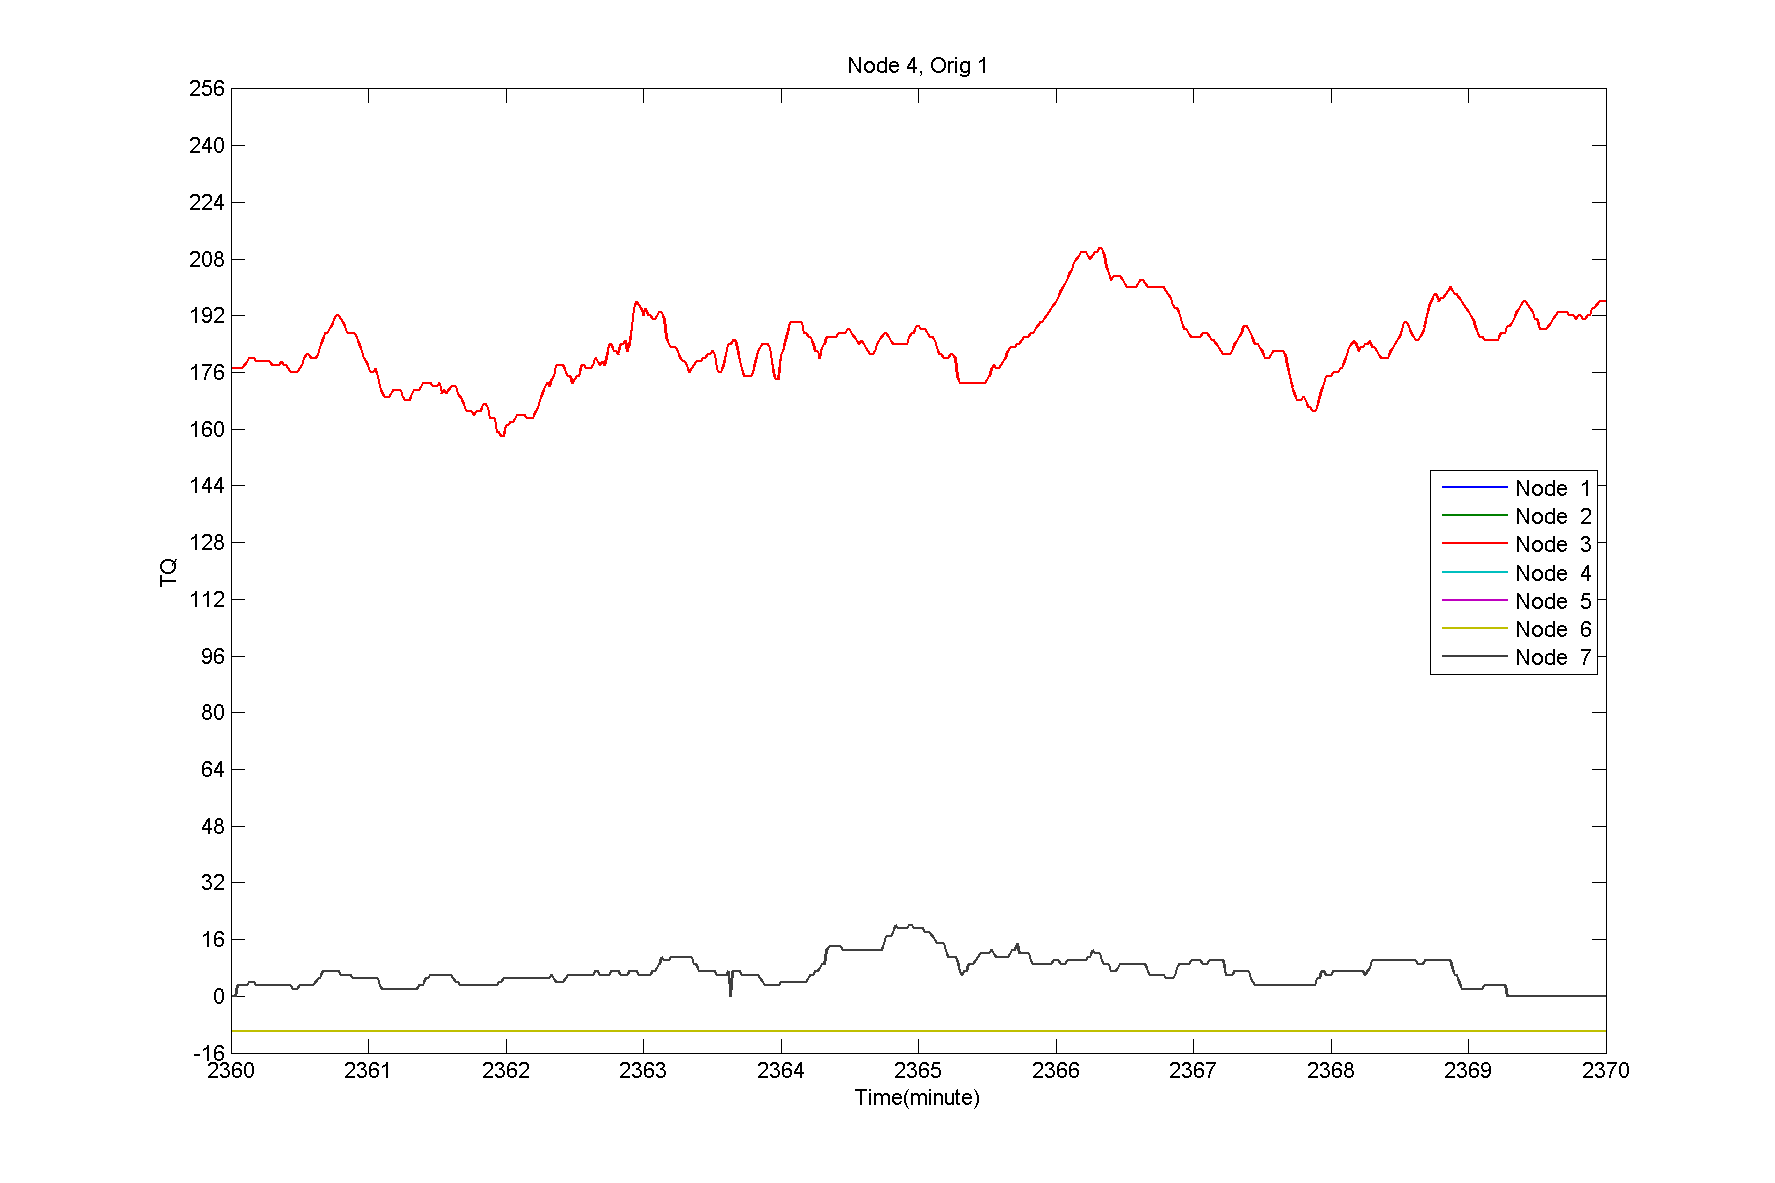 Node 4, Orig 1
256
240
224
208
192
176
160
144
128
112
96
80
64
48
32
16
0
-16
TQ
Node 1
Node 2
Node 3
Node 4
Node 5
Node 6
Node 7
2360 2361 2362 2363 2364 2365 2366 2367 2368 2369 2370
Time(minute)